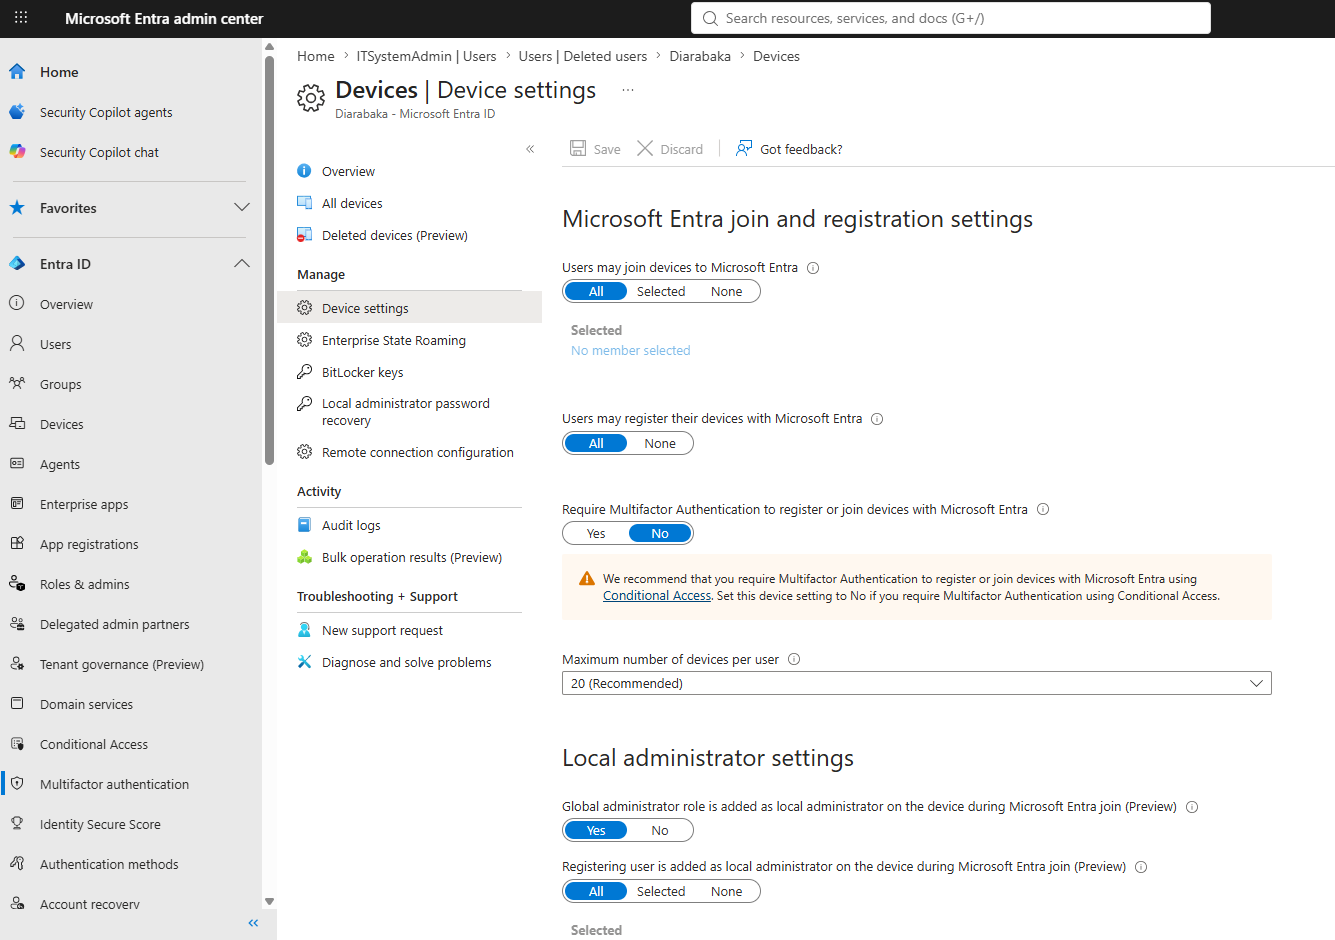 Microsoft Entra admin center
Search resources, services, and docs (G+/)
Home
Security Copilot agents
Security Copilot chat
Favorites
Entra ID
Overview
Users
Groups
Devices
Agents
Enterprise apps
App registrations
Roles & admins
Delegated admin partners
Tenant governance (Preview)
Domain services
Conditional Access
Multifactor authentication
Identity Secure Score
Authentication methods
Account recovery
Home > ITSystemAdmin | Users > Users | Deleted users > Diarabaka > Devices
Devices | Device settings ...
Diarabaka - Microsoft Entra ID
Overview
All devices
Deleted devices (Preview)
Manage
Device settings
Enterprise State Roaming
BitLocker keys
Local administrator password
recovery
Remote connection configuration
Activity
Audit logs
Bulk operation results (Preview)
Troubleshooting + Support
New support request
Diagnose and solve problems
Save Discard Got feedback?
Microsoft Entra join and registration settings
Users may join devices to Microsoft Entra
All Selected None
Selected
No member selected
Users may register their devices with Microsoft Entra
All None
Require Multifactor Authentication to register or join devices with Microsoft Entra
Yes No
We recommend that you require Multifactor Authentication to register or join devices with Microsoft Entra using
Conditional Access. Set this device setting to No if you require Multifactor Authentication using Conditional Access.
Maximum number of devices per user
20 (Recommended)
Local administrator settings
Global administrator role is added as local administrator on the device during Microsoft Entra join (Preview)
Yes No
Registering user is added as local administrator on the device during Microsoft Entra join (Preview)
All Selected None
Selected